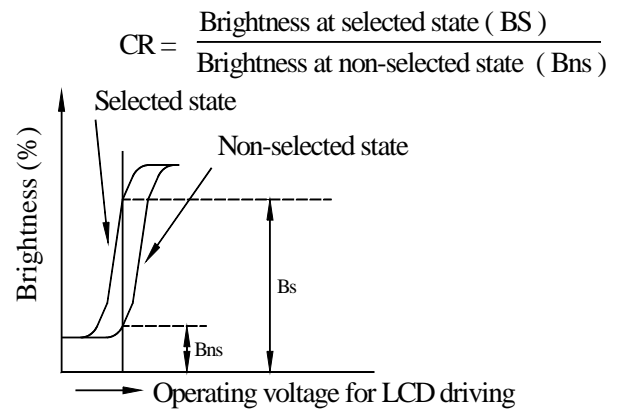 CR = Brightness at selected state ( BS )
Brightness at non-selected state ( Bns )
Selected state
Non-selected state
Brightness (%)
Bs
Bns
Operating voltage for LCD driving